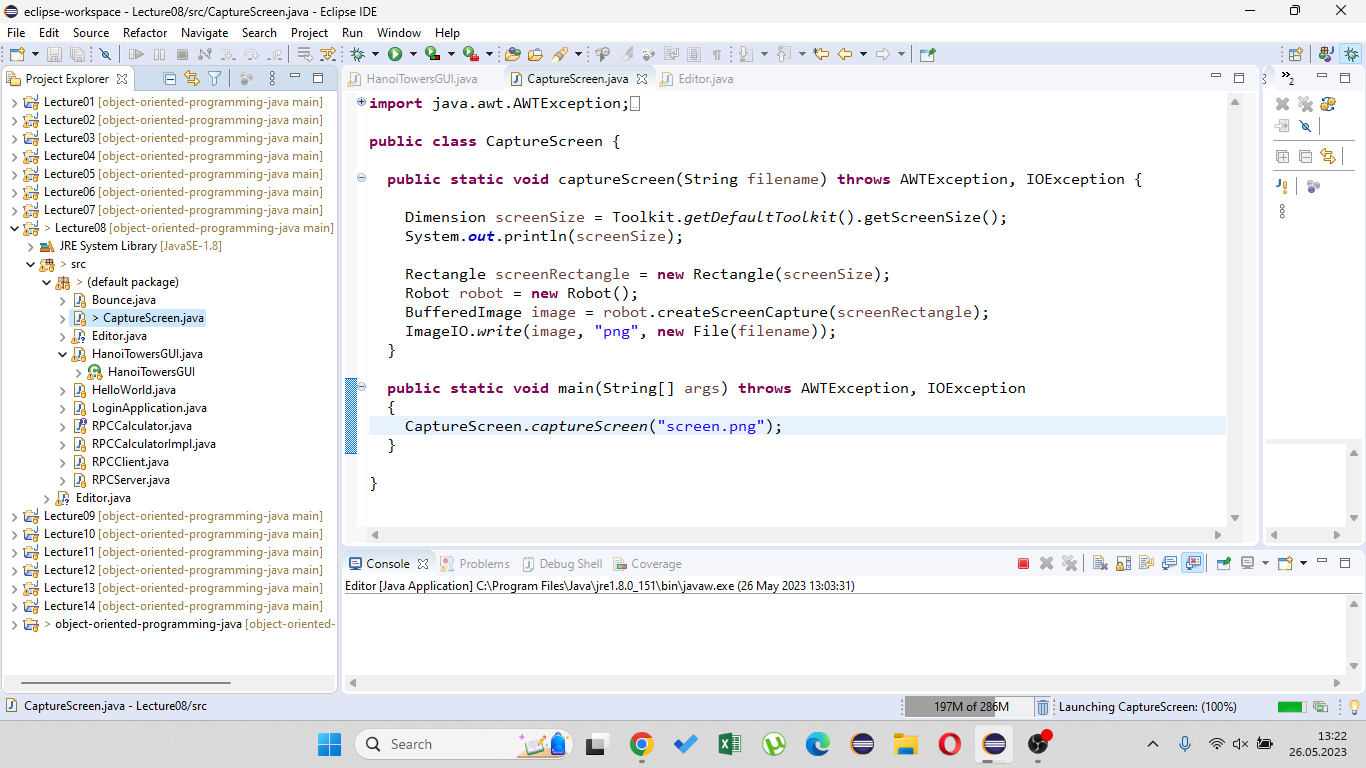 eclipse-workspace - Lecture08/src/CaptureScreen.java - Eclipse IDE
File Edit Source Refactor Navigate Search Project Run Window Help
Project Explorer
HanoiTowersGUI.java CaptureScreen.java Editor.java
2
Lecture01 [object-oriented-programming-java main]
Lecture02 [object-oriented-programming-java main]
Lecture03 [object-oriented-programming-java main]
Lecture04 [object-oriented-programming-java main]
Lecture05 [object-oriented-programming-java main]
Lecture06 [object-oriented-programming-java main]
Lecture07 [object-oriented-programming-java main]
> Lecture08 [object-oriented-programming-java main]
JRE System Library [JavaSE-1.8]
> src
> (default package)
Bounce.java
> CaptureScreen.java
Editor.java
HanoiTowersGUI.java
HanoiTowersGUI
HelloWorld.java
LoginApplication.java
RPCCalculator.java
RPCCalculatorImpl.java
RPCClient.java
RPCServer.java
Editor.java
Lecture09 [object-oriented-programming-java main]
Lecture10 [object-oriented-programming-java main]
Lecture11 [object-oriented-programming-java main]
Lecture12 [object-oriented-programming-java main]
Lecture13 [object-oriented-programming-java main]
Lecture14 [object-oriented-programming-java main]
> object-oriented-programming-java [object-oriented-
import java.awt.AWTException;
public class CaptureScreen {
public static void captureScreen(String filename) throws AWTException, IOException {
Dimension screenSize = Toolkit.getDefaultToolkit().getScreenSize();
System.out.println(screenSize);
Rectangle screenRectangle = new Rectangle(screenSize);
Robot robot = new Robot();
BufferedImage image = robot.createScreenCapture(screenRectangle);
ImageIO.write(image, "png", new File(filename));
}
public static void main(String[] args) throws AWTException, IOException
{
CaptureScreen.captureScreen("screen.png");
}
}
Console Problems Debug Shell Coverage
Editor [Java Application] C:\Program Files\Java\jre1.8.0_151\bin\javaw.exe (26 May 2023 13:03:31)
CaptureScreen.java - Lecture08/src
197M of 286M
Launching CaptureScreen: (100%)
Search
13:22
26.05.2023